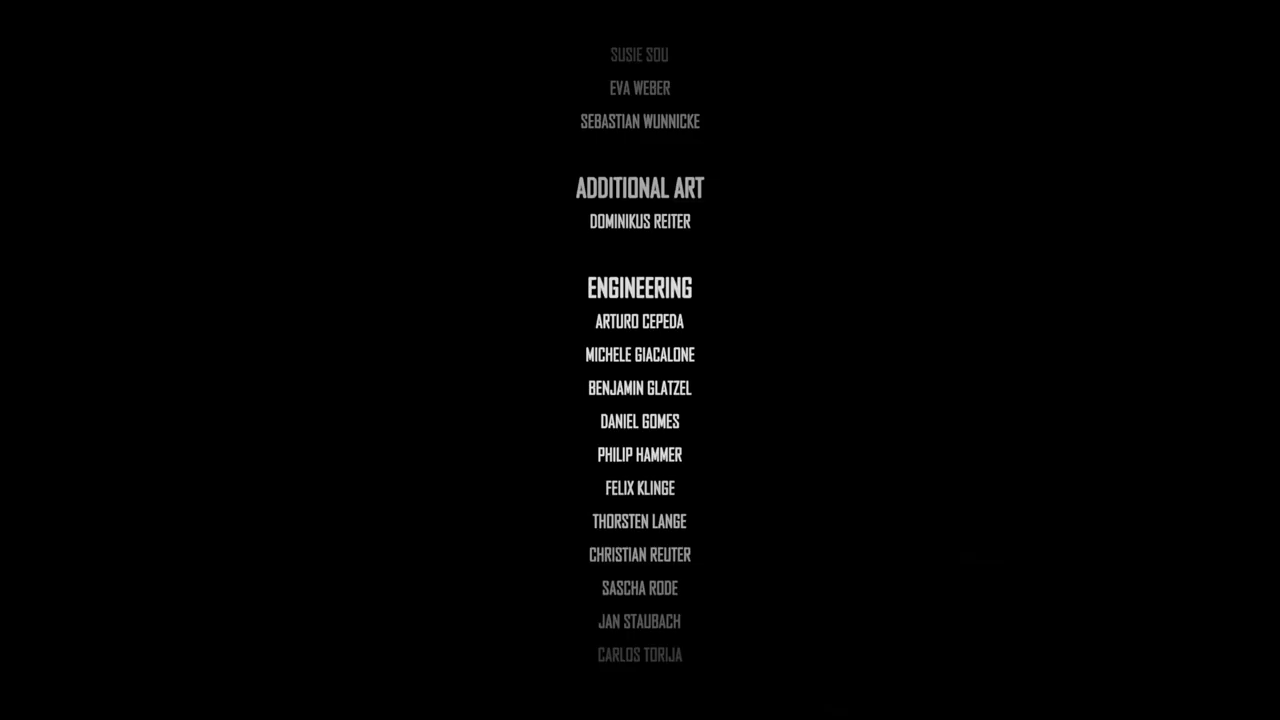 SUSIE SOU
EVA WEBER
SEBASTIAN WUNNICKE
ADDITIONAL ART
DOMINIKUS REITER
ENGINEERING
ARTURO CEPEDA
MICHELE GIACALONE
BENJAMIN GLATZEL
DANIEL GOMES
PHILIP HAMMER
FELIX KLINGE
THORSTEN LANGE
CHRISTIAN REUTER
SASCHA RODE
JAN STAUBACH
CARLOS TORIJA